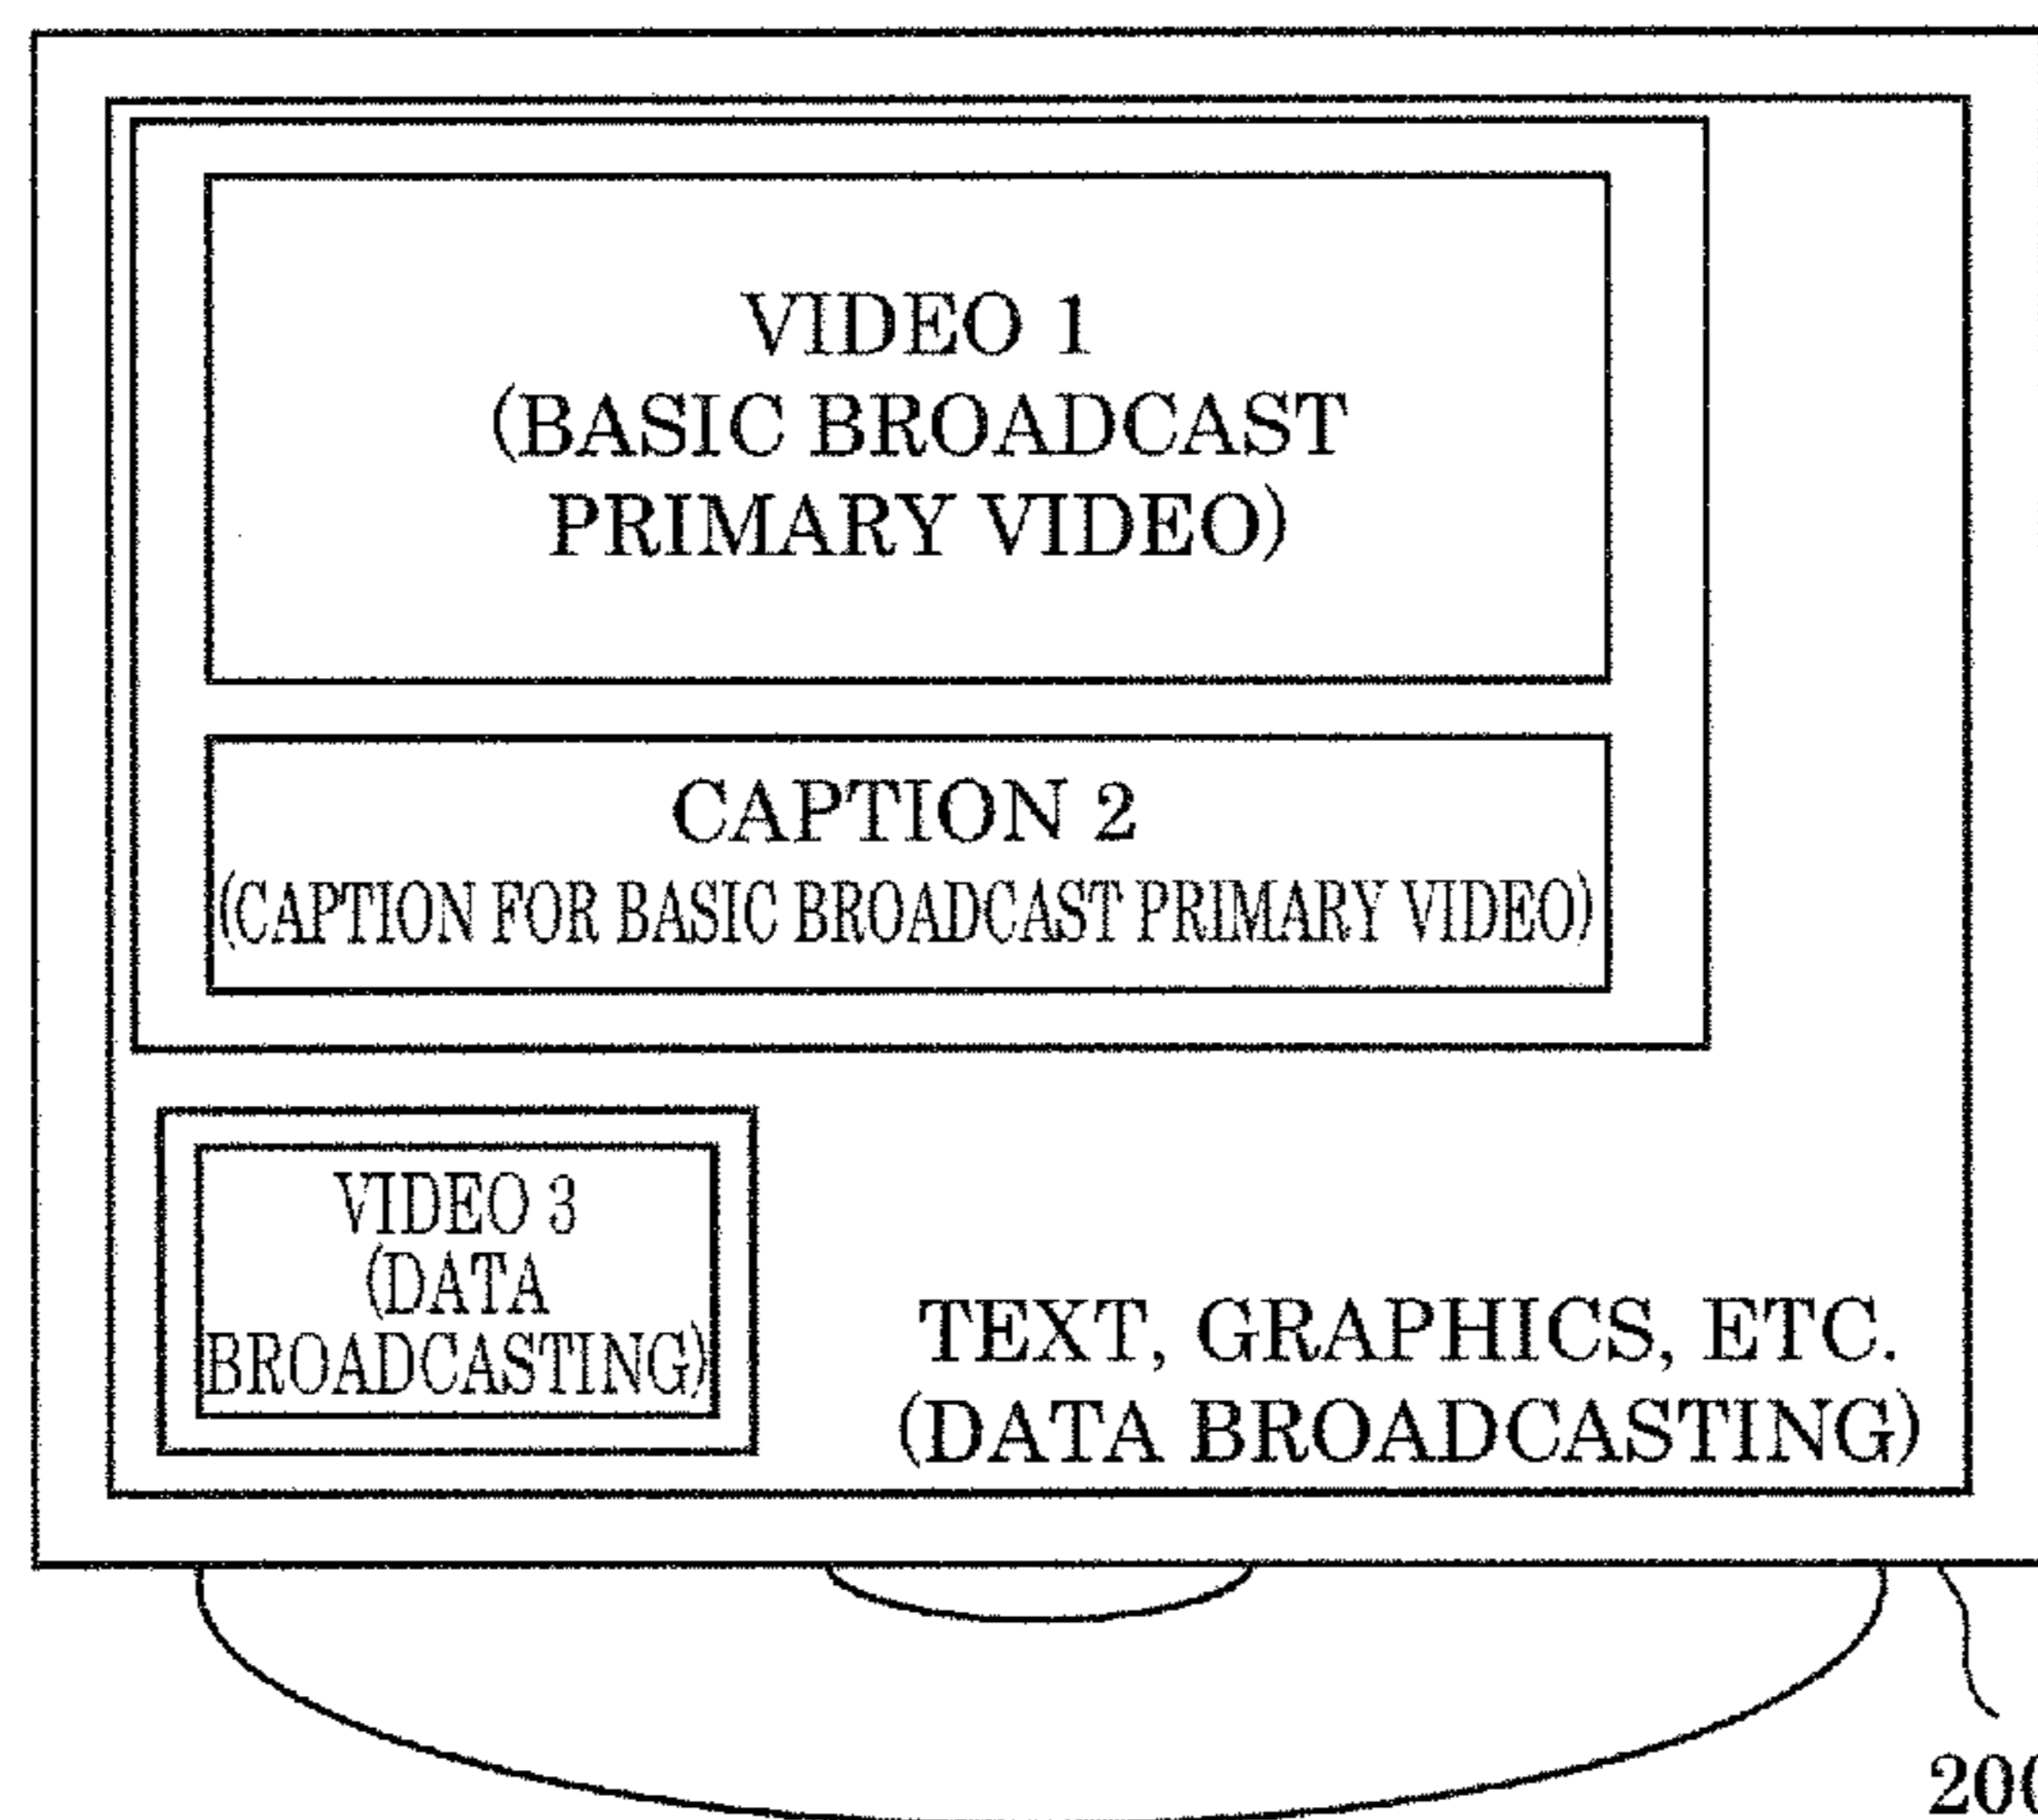 VIDEO 1
(BASIC BROADCAST
PRIMARY VIDEO)
CAPTION 2
(CAPTION FOR BASIC BROADCAST PRIMARY VIDEO)
VIDEO 3
(DATA
BROADCASTING)
TEXT, GRAPHICS, ETC.
(DATA BROADCASTING)
200